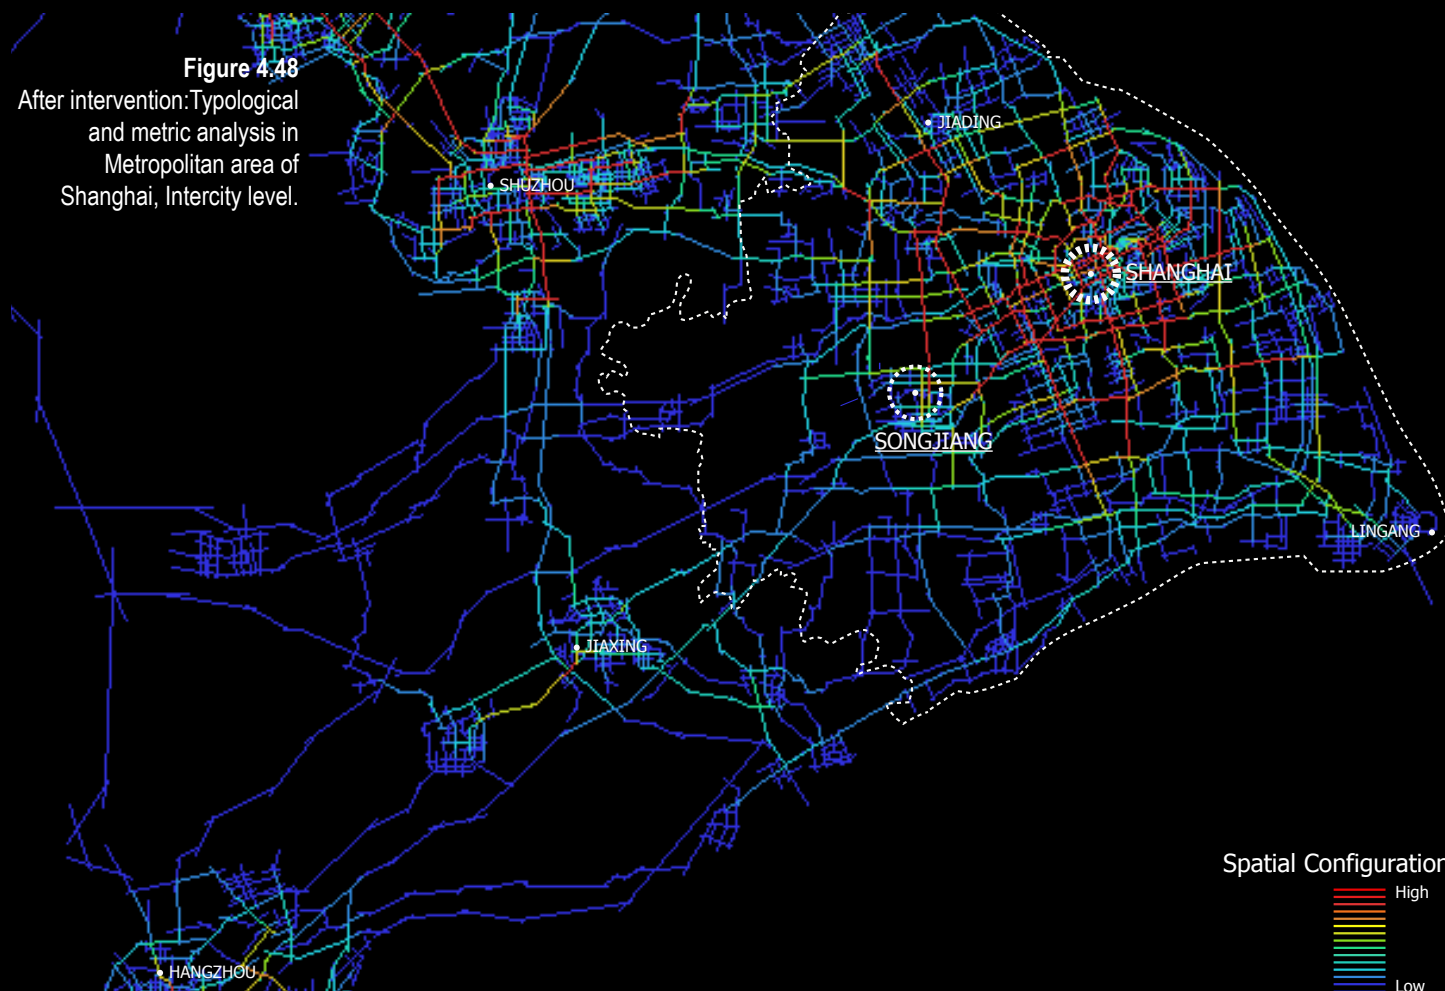 Figure 4.48
After intervention:Typological
and metric analysis in
Metropolitan area of
Shanghai, Intercity level.
JIADING
SHUZHOU
SHANGHAI
SONGJIANG
LINGANG
JIAXING
HANGZHOU
Spatial Configuration
High
Low